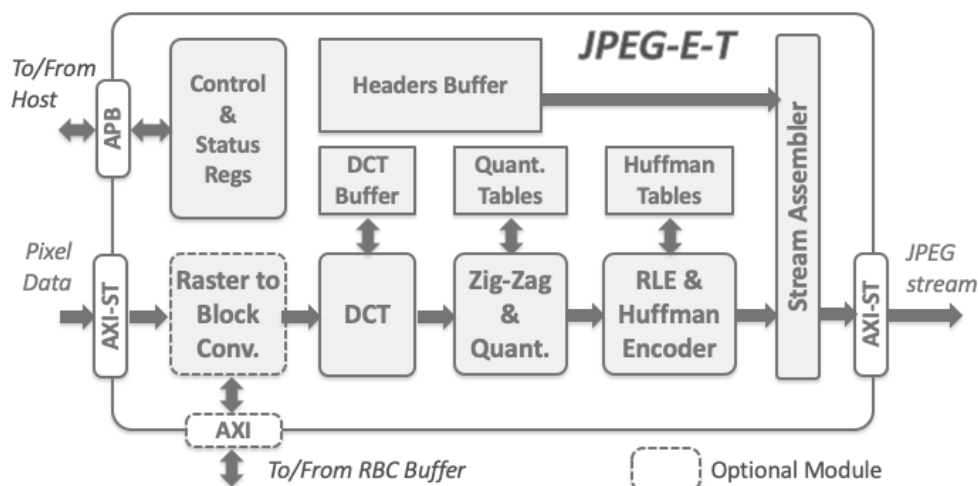 JPEG-E-T
To/From
Host
APB
Control
&
Status
Regs
Headers Buffer
DCT
Buffer
Quant.
Tables
Huffman
Tables
Stream Assembler
Pixel
Data
AXI-ST
Raster to
Block
Conv.
DCT
Zig-Zag
&
Quant.
RLE &
Huffman
Encoder
AXI-ST
JPEG
stream
AXI
To/From RBC Buffer
Optional Module